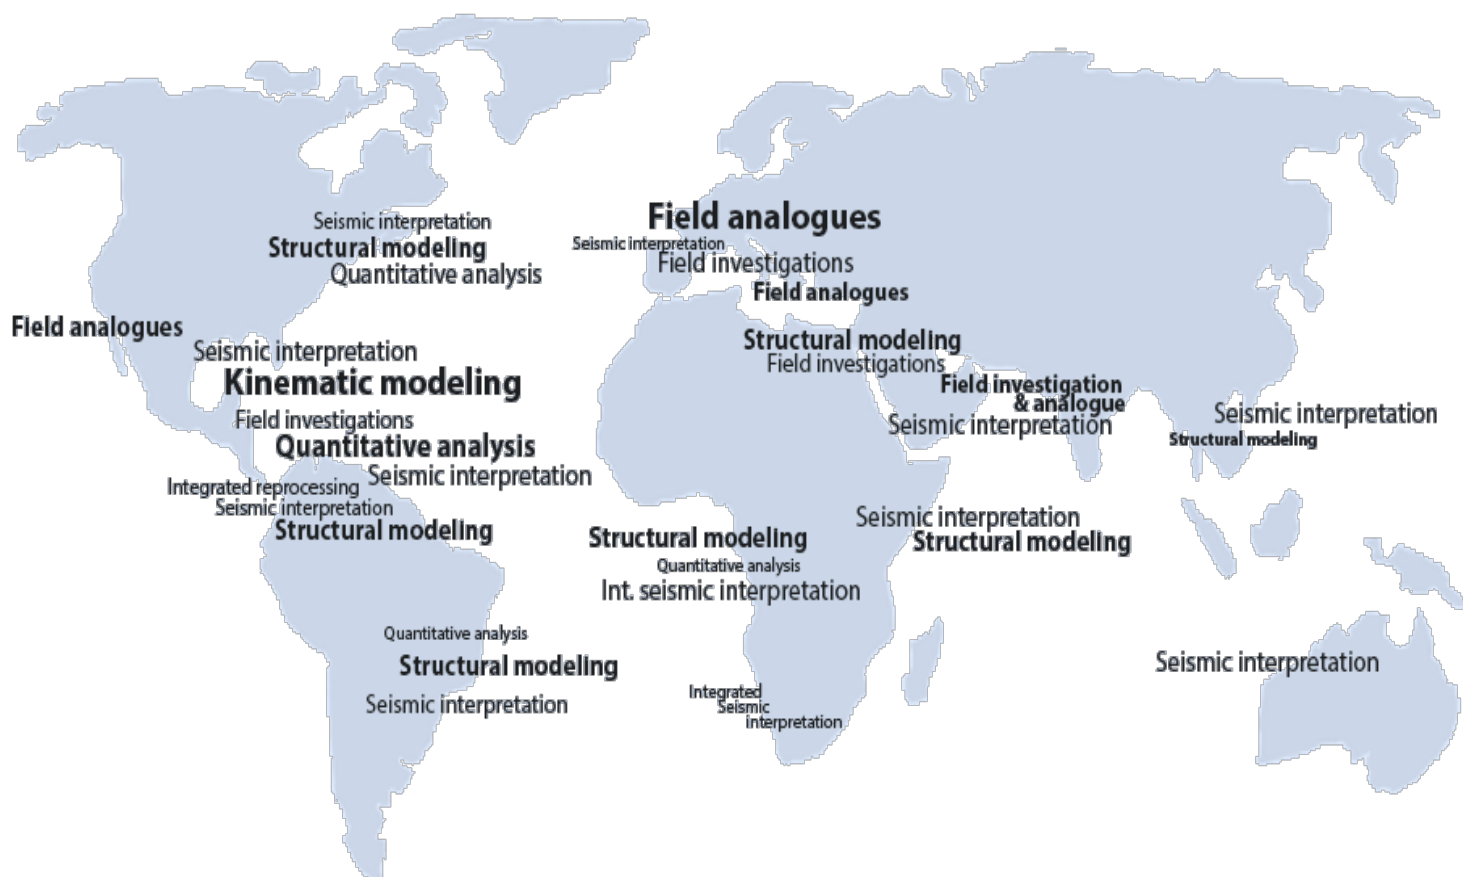 Seismic interpretation
Structural modeling
Quantitative analysis
Field analogues
Seismic interpretation
Kinematic modeling
Field investigations
Quantitative analysis
Seismic interpretation
Integrated reprocessing
Seismic interpretation
Structural modeling
Quantitative analysis
Structural modeling
Seismic interpretation
Field analogues
Seismic interpretation
Field investigations
Field analogues
Structural modeling
Field investigations
Field investigation
& analogue
Seismic interpretation
Seismic interpretation
Structural modeling
Seismic interpretation
Structural modeling
Structural modeling
Quantitative analysis
Int. seismic interpretation
Integrated
Seismic
interpretation
Seismic interpretation